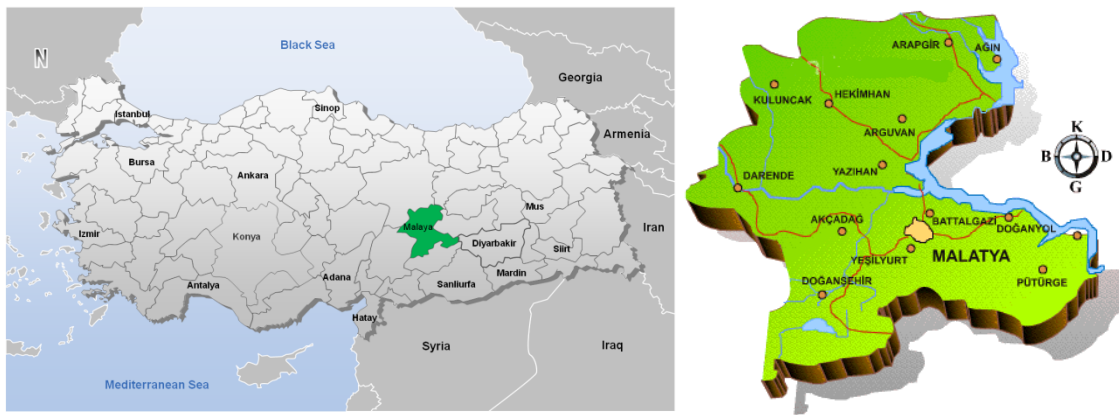 Black Sea
N
Georgia
Istanbul
Sinop
Armenia
Bursa
Ankara
Mus
Iran
Izmir
Konya
Malaya
Diyarbakir
Siirt
Mardin
Adana
Antalya
Sanliurfa
Hatay
Syria
Iraq
Mediterranean Sea
ARAPGİR
AĞIN
KULUNCAK
HEKİMHAN
ARGUVAN
K
B
D
G
YAZIHAN
DARENDE
AKÇADAĞ
BATTALGAZİ
DOĞANYOL
YEŞİLYURT
MALATYA
PÜTÜRGE
DOĞANŞEHİR